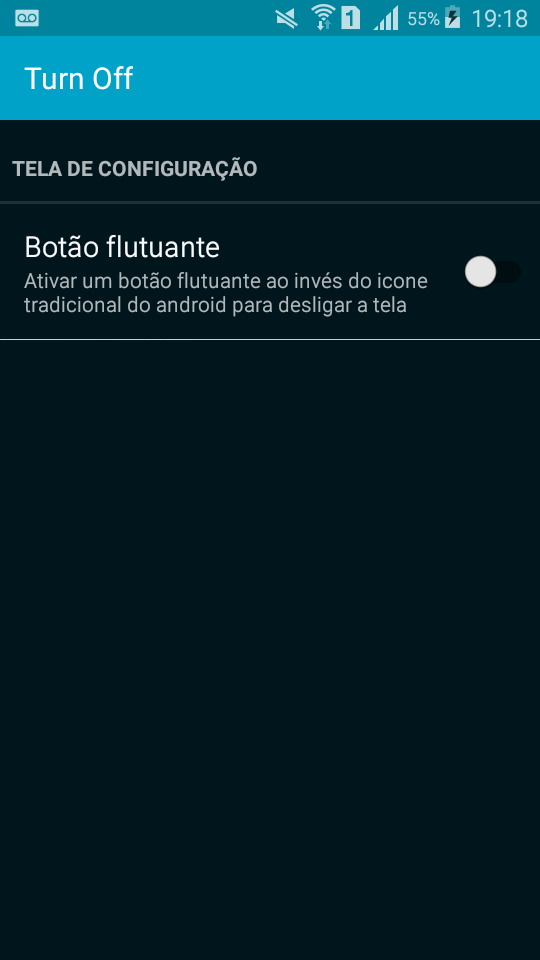 1 55% 19:18
Turn Off
TELA DE CONFIGURAÇÃO
Botão flutuante
Ativar um botão flutuante ao invés do icone
tradicional do android para desligar a tela